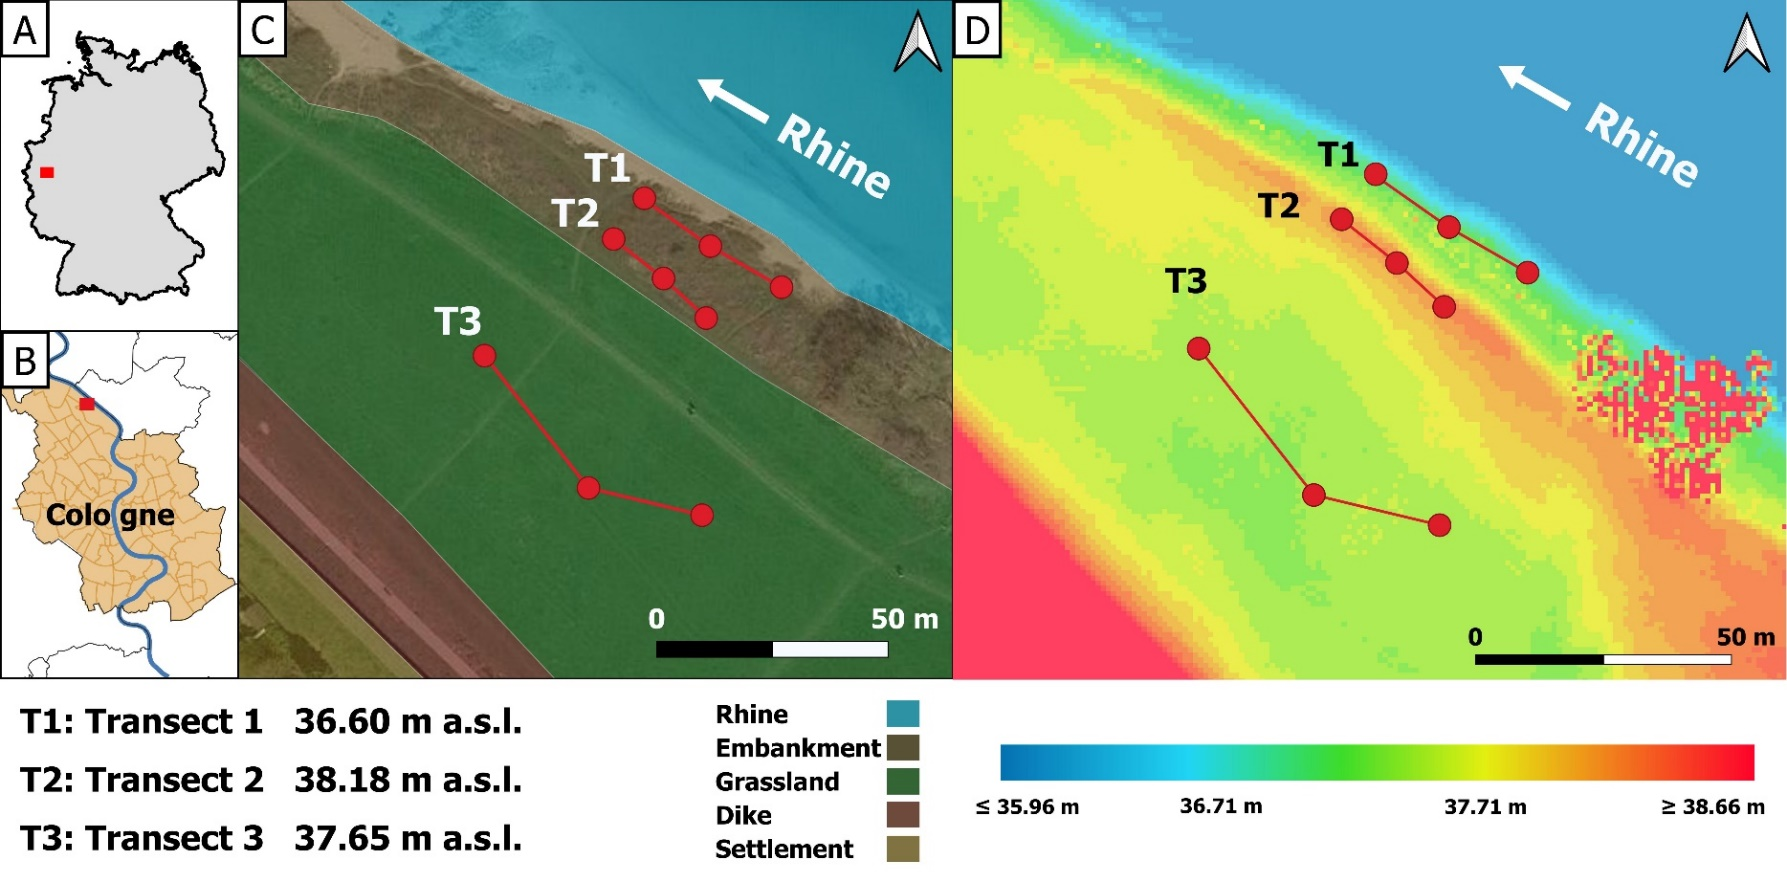 A
B
Cologne
C
Rhine
T1
T2
T3
0 50 m
D
Rhine
T1
T2
T3
0 50 m
T1: Transect 1 36.60 m a.s.l.
T2: Transect 2 38.18 m a.s.l.
T3: Transect 3 37.65 m a.s.l.
Rhine
Embankment
Grassland
Dike
Settlement
≤ 35.96 m 36.71 m 37.71 m ≥ 38.66 m